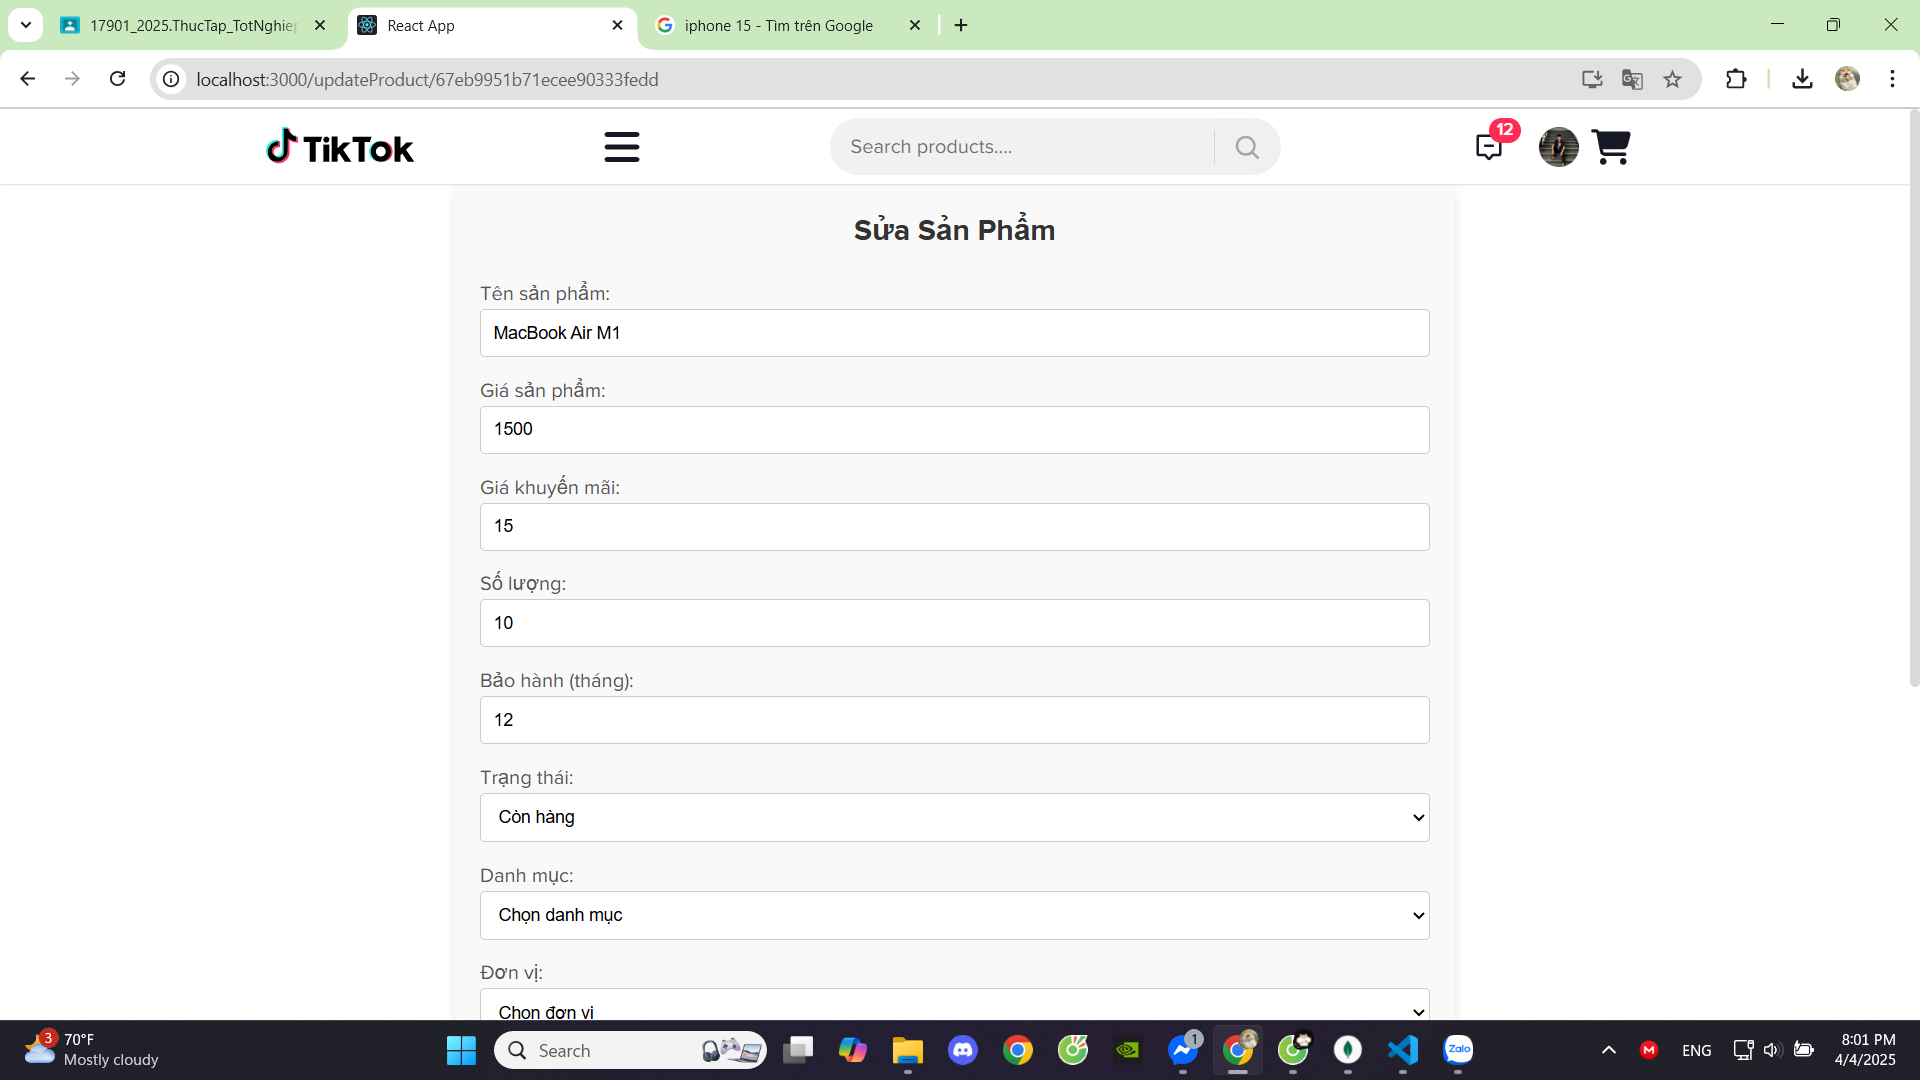 17901_2025.ThucTap_TotNghiep
React App
iphone 15 - Tìm trên Google
localhost:3000/updateProduct/67eb9951b71ecee90333fedd
TikTok
Search products....
12
Sửa Sản Phẩm
Tên sản phẩm:
MacBook Air M1
Giá sản phẩm:
1500
Giá khuyến mãi:
15
Số lượng:
10
Bảo hành (tháng):
12
Trạng thái:
Còn hàng
Danh mục:
Chọn danh mục
Đơn vị:
Chọn đơn vị
3
70°F
Mostly cloudy
Search
1
Zalo
M
ENG
8:01 PM
4/4/2025